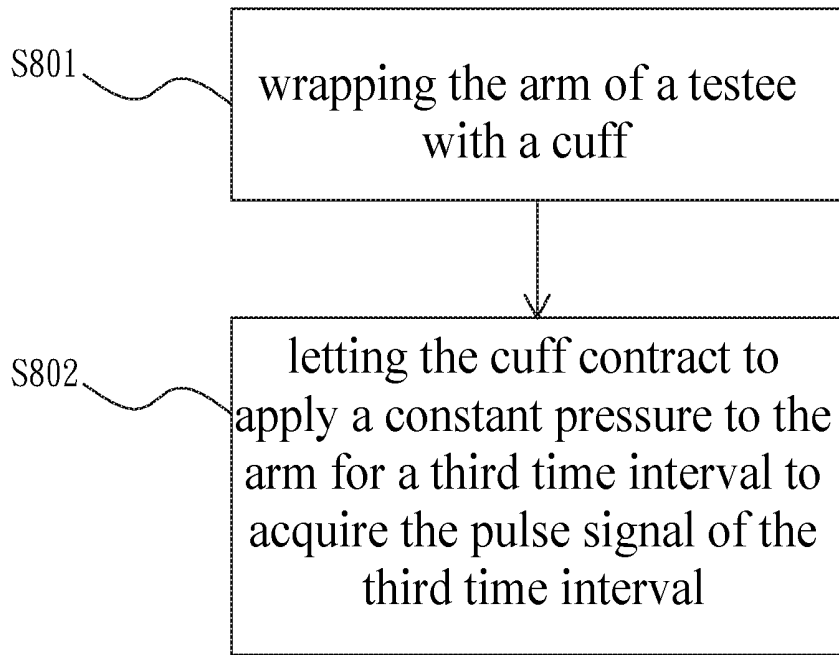 S801
wrapping the arm of a testee
with a cuff
S802
letting the cuff contract to
apply a constant pressure to the
arm for a third time interval to
acquire the pulse signal of the
third time interval